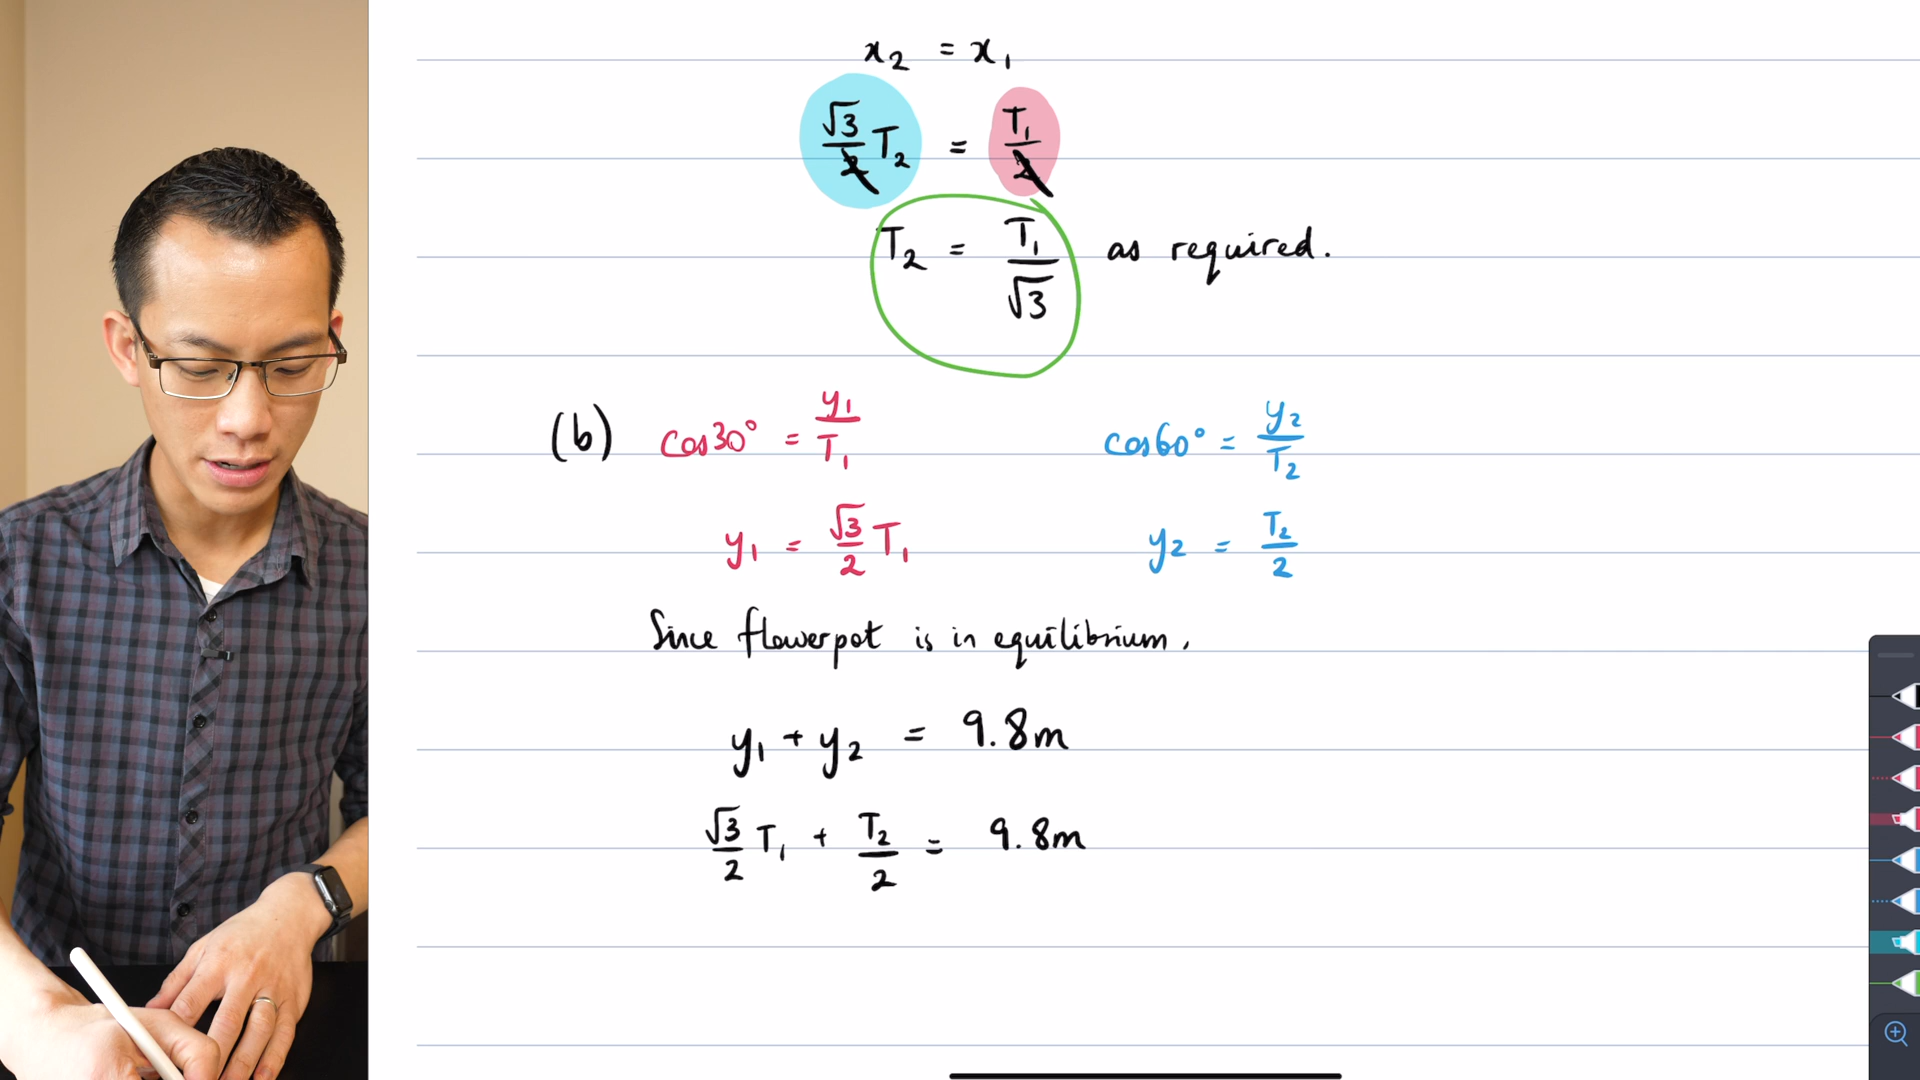 x₂ = x₁
√3/2 T₂ = T₁/2
T₂ = T₁/√3 as required.
(b) cos30° = y₁/T₁ cos60° = y₂/T₂
y₁ = √3/2 T₁ y₂ = T₂/2
Since flowerpot is in equilibrium,
y₁ + y₂ = 9.8m
√3/2 T₁ + T₂/2 = 9.8m